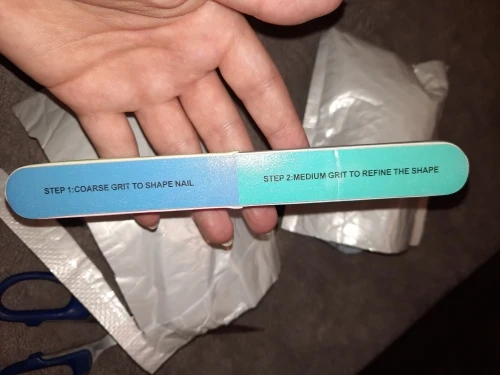 STEP 1:COARSE GRIT TO SHAPE NAIL
STEP 2:MEDIUM GRIT TO REFINE THE SHAPE